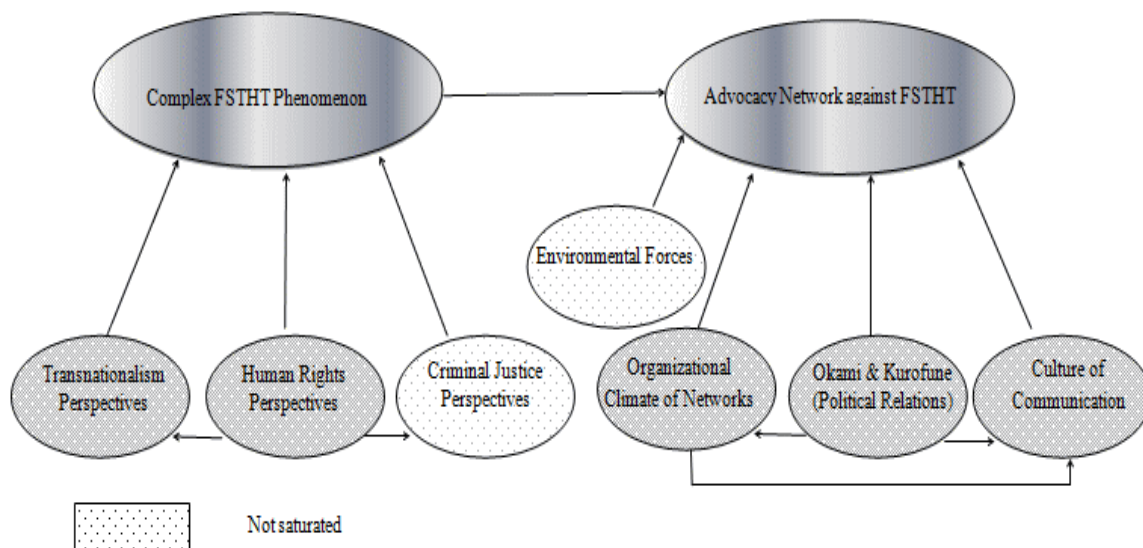 Complex FSTHT Phenomenon
Advocacy Network against FSTHT
Environmental Forces
Transnationalism
Perspectives
Human Rights
Perspectives
Criminal Justice
Perspectives
Organizational
Climate of Networks
Okami & Kurofune
(Political Relations)
Culture of
Communication
Not saturated